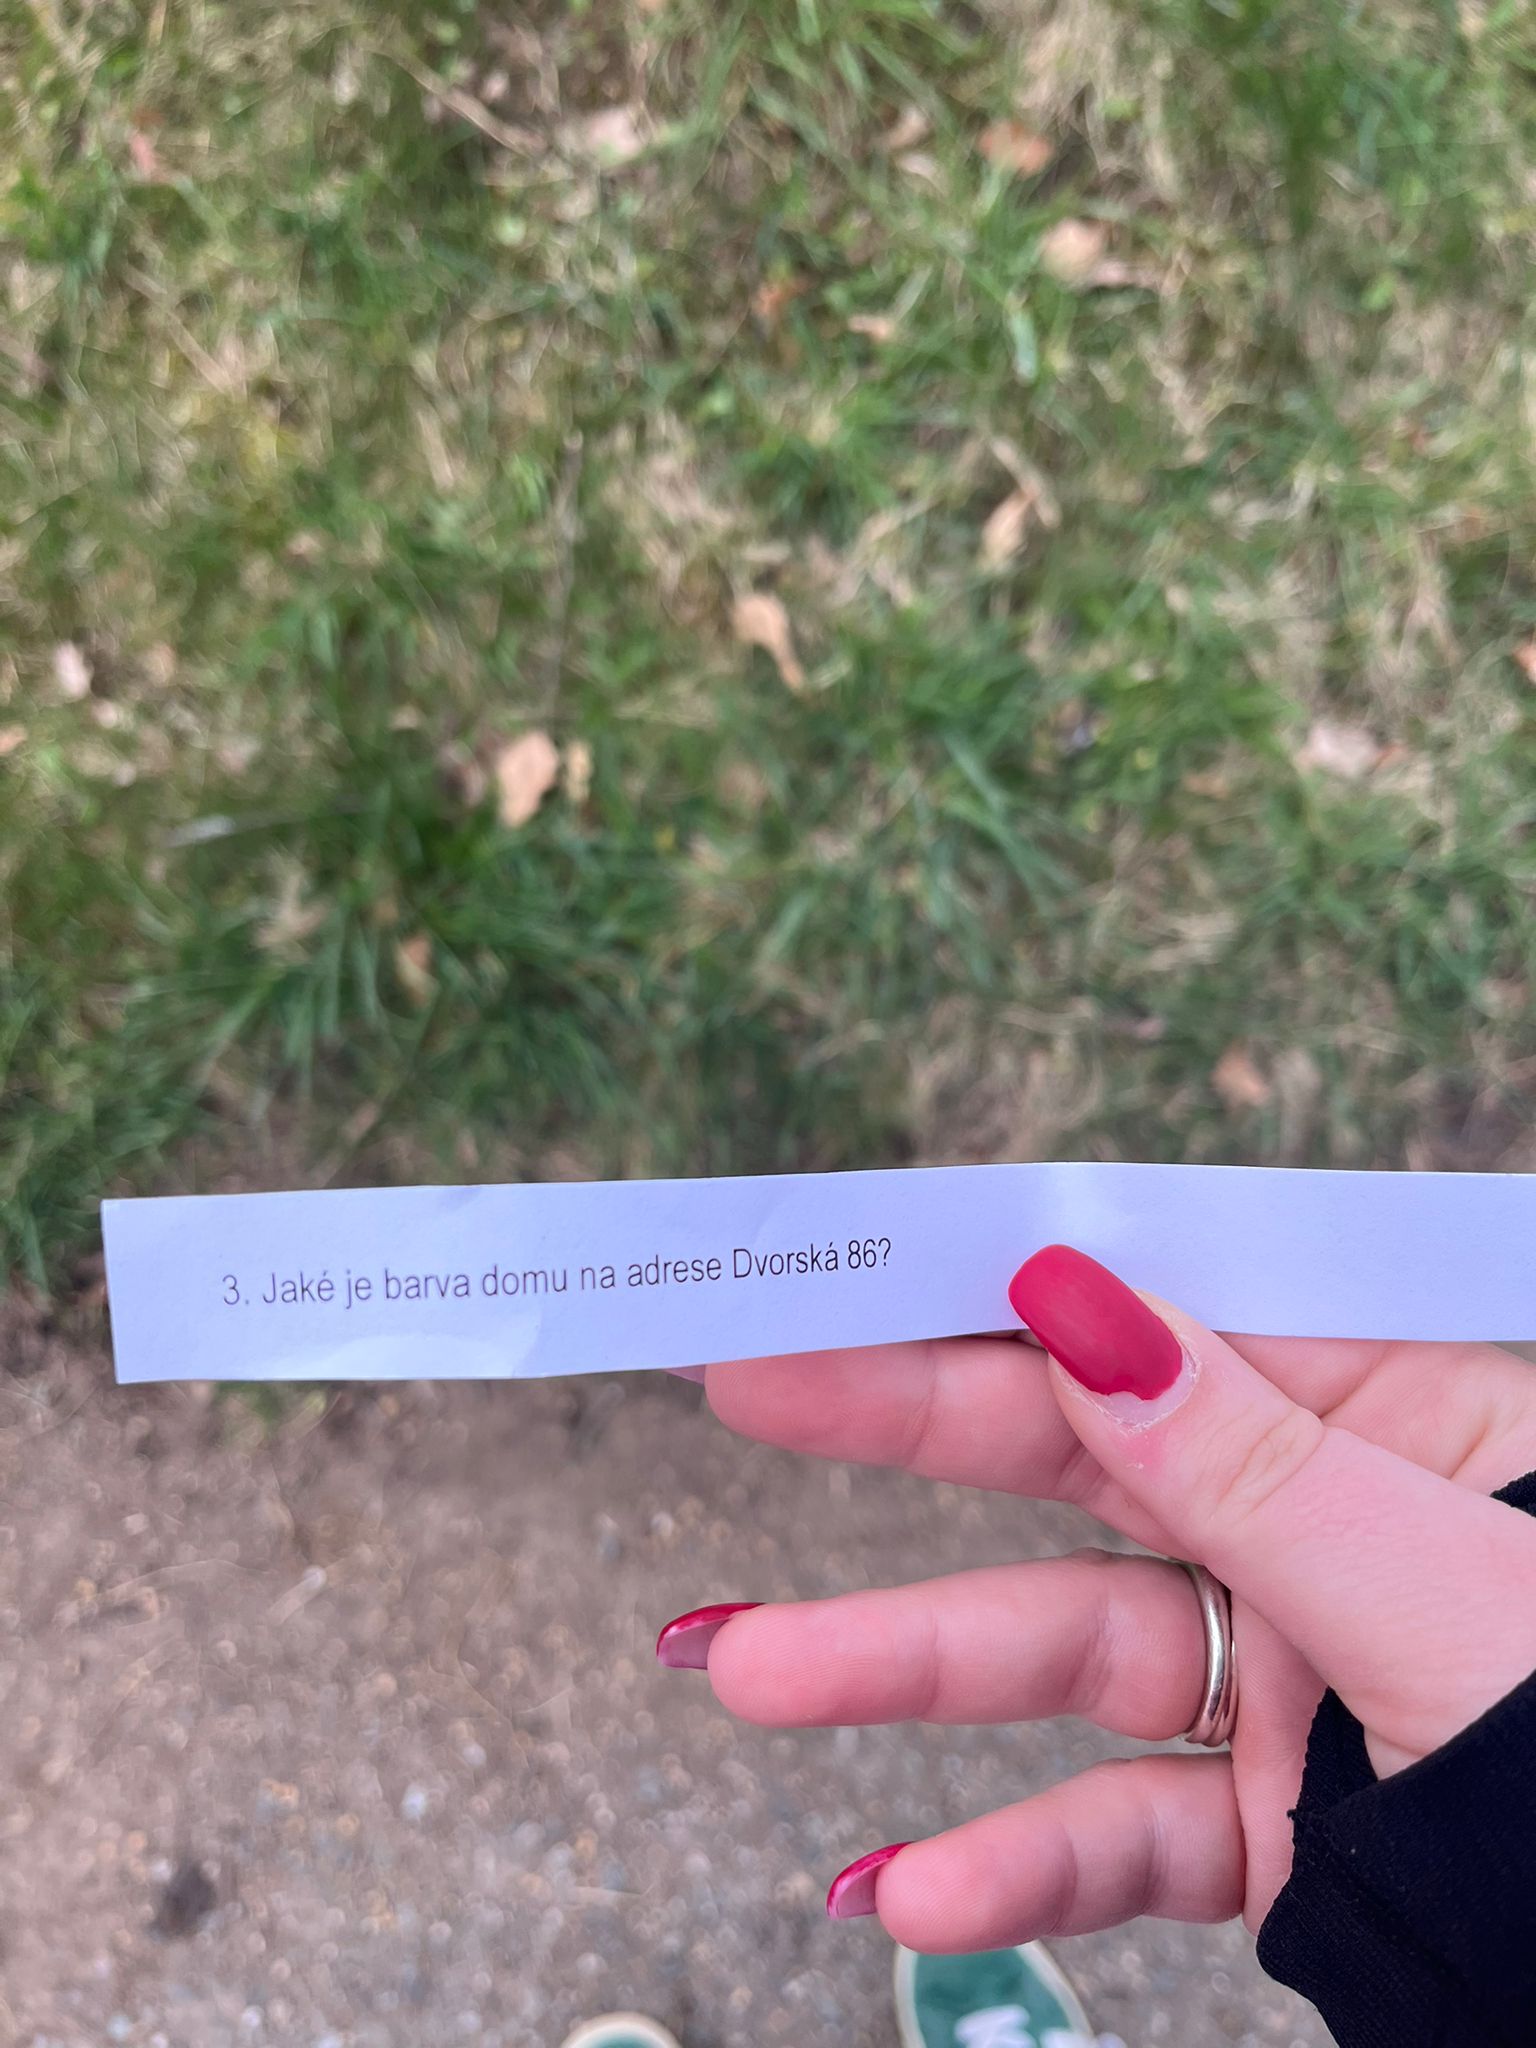 3. Jaké je barva domu na adrese Dvorská 86?